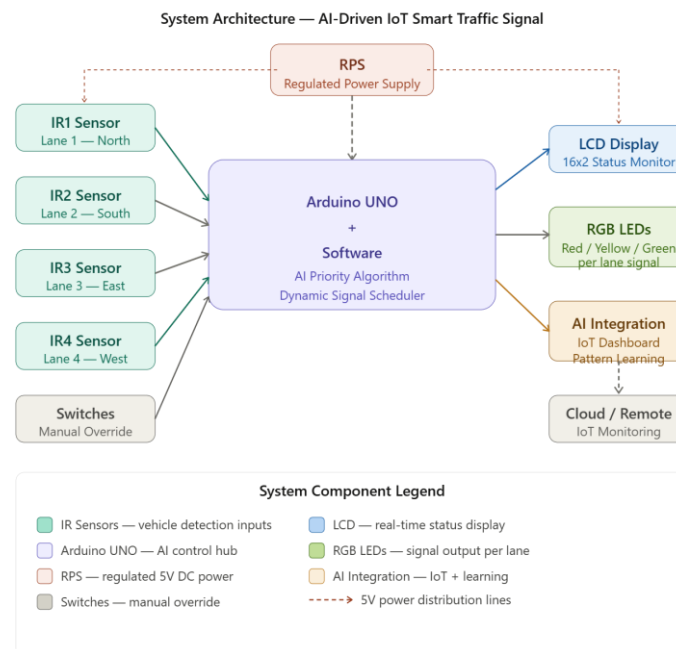 System Architecture — AI-Driven IoT Smart Traffic Signal
RPS
Regulated Power Supply
IR1 Sensor
Lane 1 — North
IR2 Sensor
Lane 2 — South
IR3 Sensor
Lane 3 — East
IR4 Sensor
Lane 4 — West
Switches
Manual Override
Arduino UNO
+
Software
AI Priority Algorithm
Dynamic Signal Scheduler
LCD Display
16x2 Status Monitor
RGB LEDs
Red / Yellow / Green
per lane signal
AI Integration
IoT Dashboard
Pattern Learning
Cloud / Remote
IoT Monitoring
System Component Legend
IR Sensors — vehicle detection inputs
Arduino UNO — AI control hub
RPS — regulated 5V DC power
Switches — manual override
LCD — real-time status display
RGB LEDs — signal output per lane
AI Integration — IoT + learning
5V power distribution lines